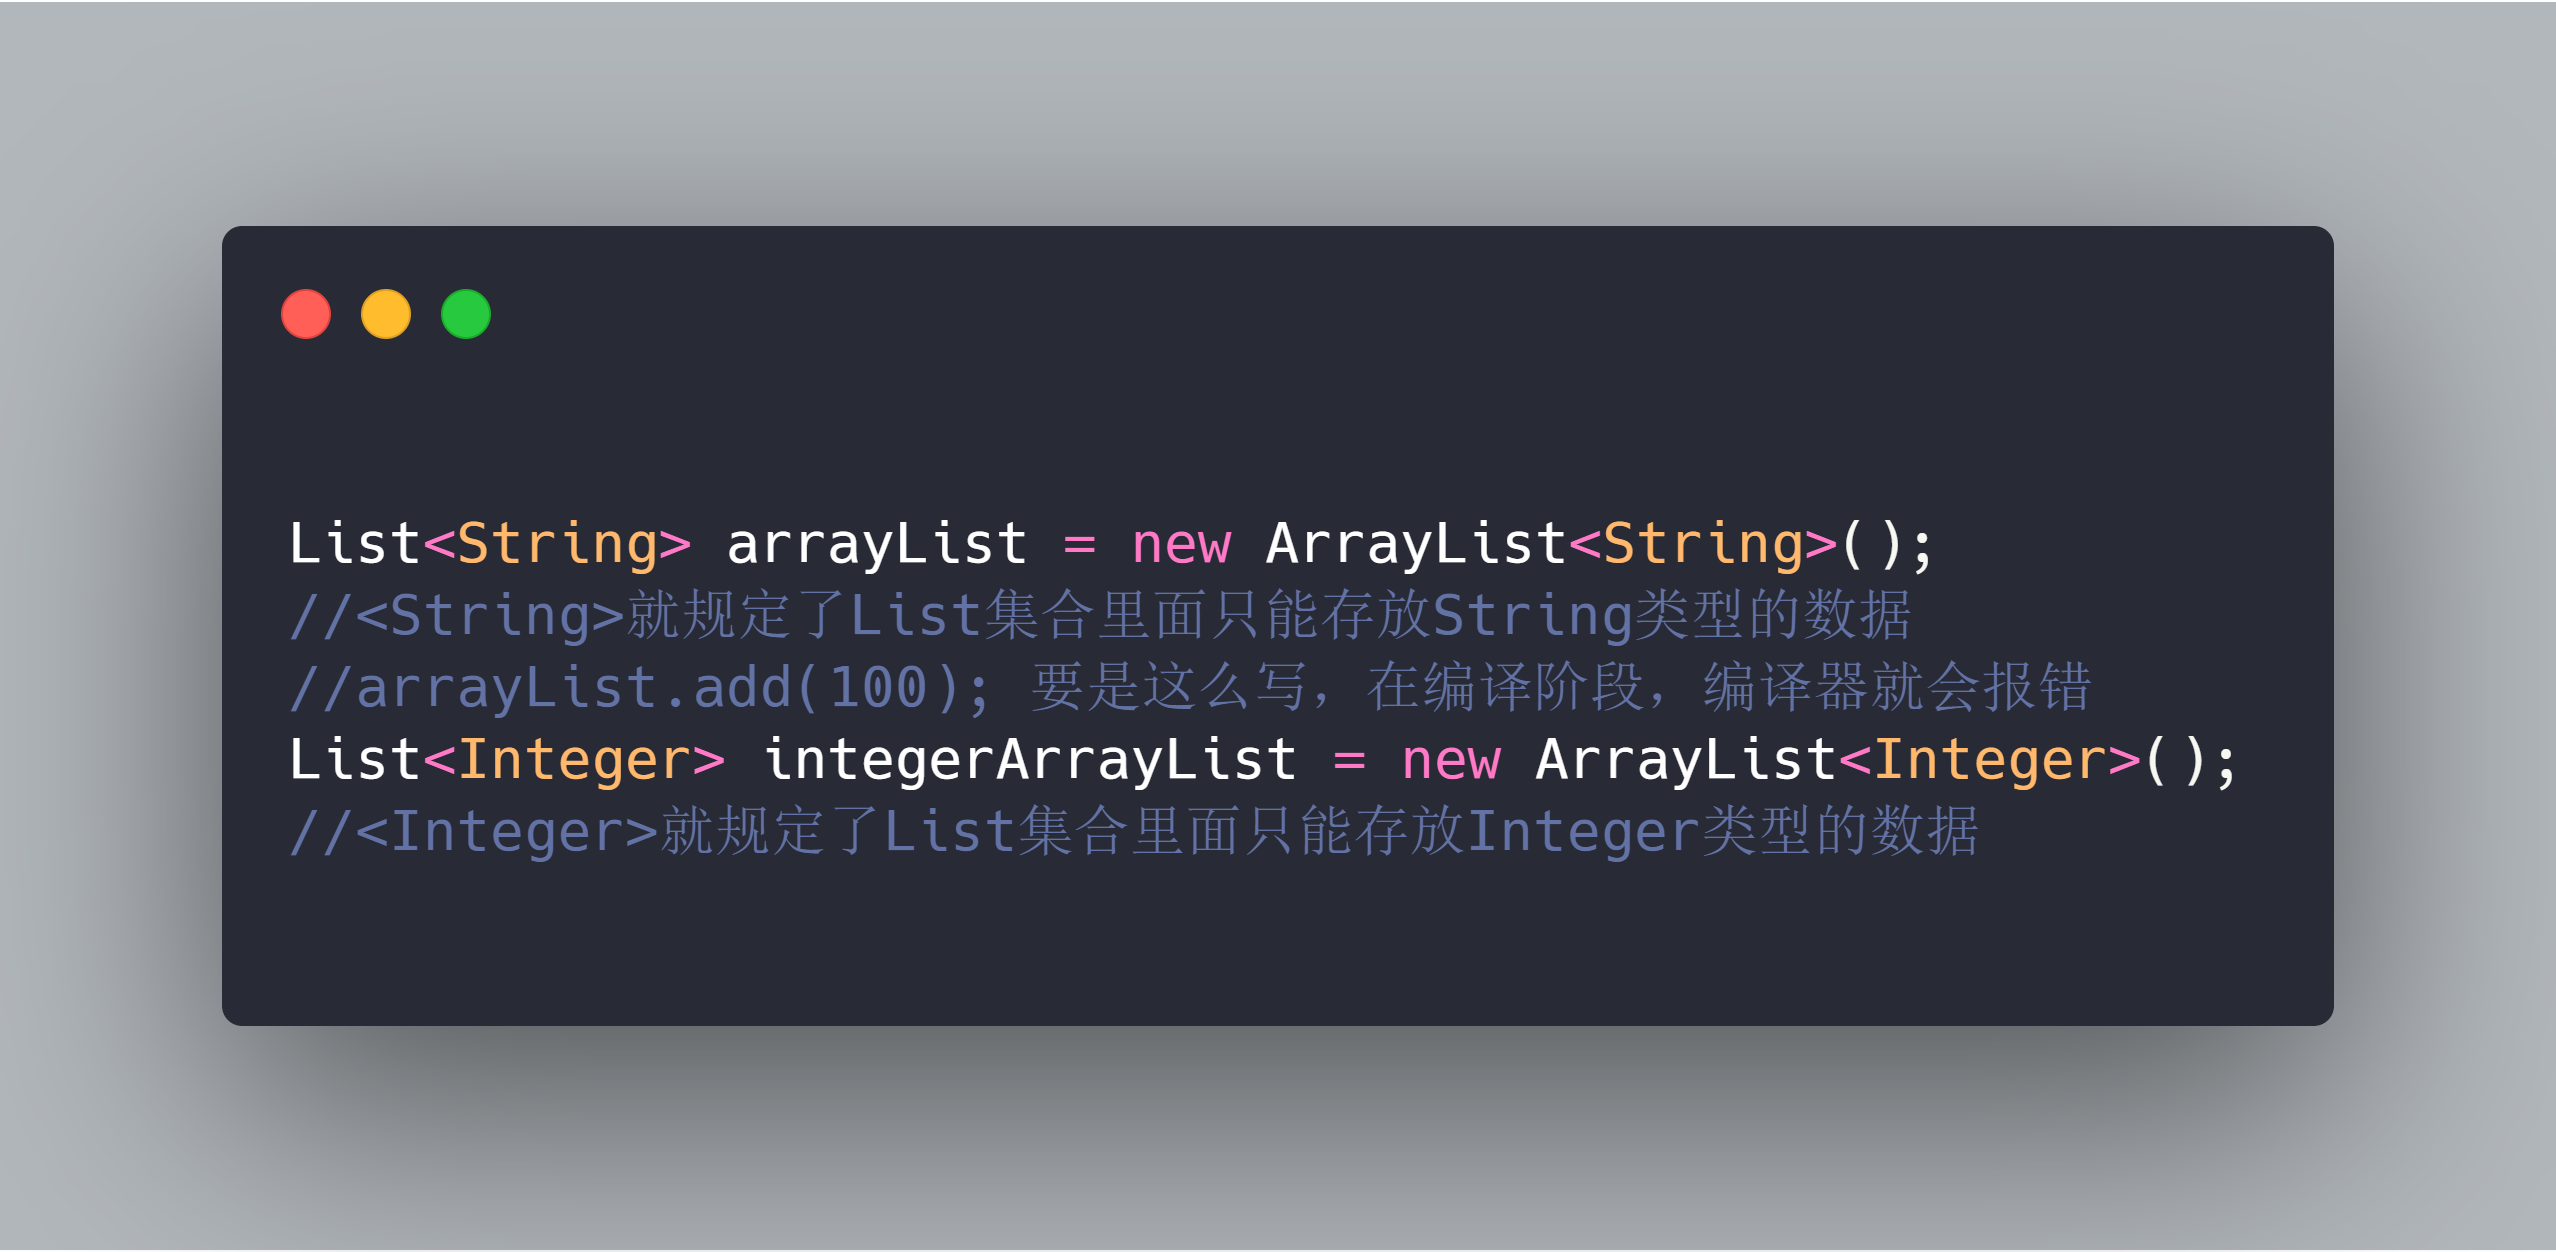 List<String> arrayList = new ArrayList<String>();
//<String>就规定了List集合里面只能存放String类型的数据
//arrayList.add(100); 要是这么写，在编译阶段，编译器就会报错
List<Integer> integerArrayList = new ArrayList<Integer>();
//<Integer>就规定了List集合里面只能存放Integer类型的数据